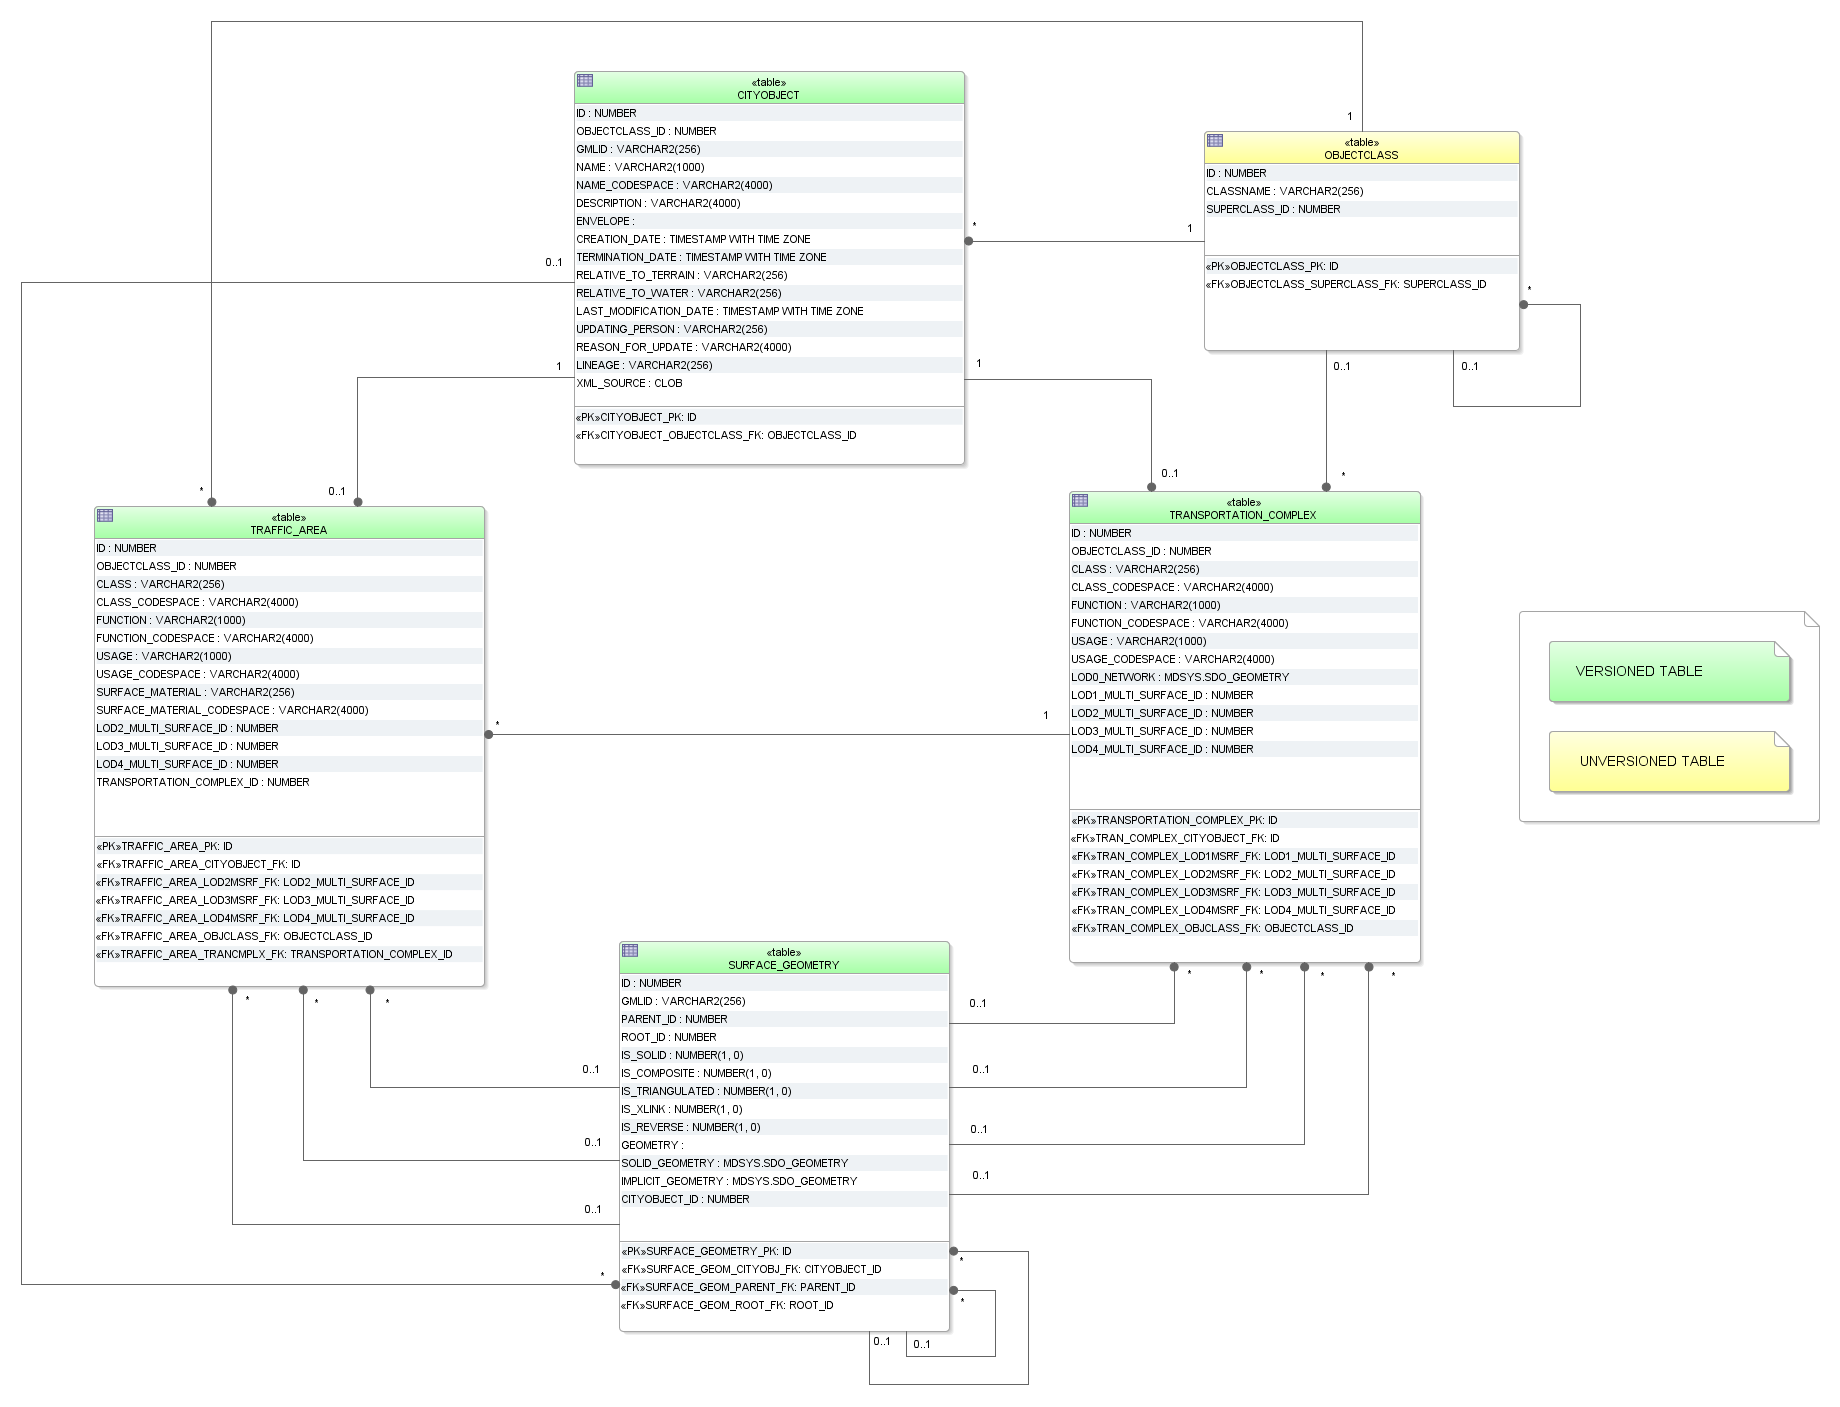 «table»
CITYOBJECT
ID : NUMBER
OBJECTCLASS_ID : NUMBER
GMLID : VARCHAR2(256)
NAME : VARCHAR2(1000)
NAME_CODESPACE : VARCHAR2(4000)
DESCRIPTION : VARCHAR2(4000)
ENVELOPE :
CREATION_DATE : TIMESTAMP WITH TIME ZONE
TERMINATION_DATE : TIMESTAMP WITH TIME ZONE
RELATIVE_TO_TERRAIN : VARCHAR2(256)
RELATIVE_TO_WATER : VARCHAR2(256)
LAST_MODIFICATION_DATE : TIMESTAMP WITH TIME ZONE
UPDATING_PERSON : VARCHAR2(256)
REASON_FOR_UPDATE : VARCHAR2(4000)
LINEAGE : VARCHAR2(256)
XML_SOURCE : CLOB
«PK»CITYOBJECT_PK: ID
«FK»CITYOBJECT_OBJECTCLASS_FK: OBJECTCLASS_ID
0..1
1
1
*
1
1
«table»
OBJECTCLASS
ID : NUMBER
CLASSNAME : VARCHAR2(256)
SUPERCLASS_ID : NUMBER
«PK»OBJECTCLASS_PK: ID
«FK»OBJECTCLASS_SUPERCLASS_FK: SUPERCLASS_ID
*
0..1
0..1
*
0..1
0..1
*
«table»
TRAFFIC_AREA
ID : NUMBER
OBJECTCLASS_ID : NUMBER
CLASS : VARCHAR2(256)
CLASS_CODESPACE : VARCHAR2(4000)
FUNCTION : VARCHAR2(1000)
FUNCTION_CODESPACE : VARCHAR2(4000)
USAGE : VARCHAR2(1000)
USAGE_CODESPACE : VARCHAR2(4000)
SURFACE_MATERIAL : VARCHAR2(256)
SURFACE_MATERIAL_CODESPACE : VARCHAR2(4000)
LOD2_MULTI_SURFACE_ID : NUMBER
LOD3_MULTI_SURFACE_ID : NUMBER
LOD4_MULTI_SURFACE_ID : NUMBER
TRANSPORTATION_COMPLEX_ID : NUMBER
«PK»TRAFFIC_AREA_PK: ID
«FK»TRAFFIC_AREA_CITYOBJECT_FK: ID
«FK»TRAFFIC_AREA_LOD2MSRF_FK: LOD2_MULTI_SURFACE_ID
«FK»TRAFFIC_AREA_LOD3MSRF_FK: LOD3_MULTI_SURFACE_ID
«FK»TRAFFIC_AREA_LOD4MSRF_FK: LOD4_MULTI_SURFACE_ID
«FK»TRAFFIC_AREA_OBJCLASS_FK: OBJECTCLASS_ID
«FK»TRAFFIC_AREA_TRANCMPLX_FK: TRANSPORTATION_COMPLEX_ID
*
1
«table»
TRANSPORTATION_COMPLEX
ID : NUMBER
OBJECTCLASS_ID : NUMBER
CLASS : VARCHAR2(256)
CLASS_CODESPACE : VARCHAR2(4000)
FUNCTION : VARCHAR2(1000)
FUNCTION_CODESPACE : VARCHAR2(4000)
USAGE : VARCHAR2(1000)
USAGE_CODESPACE : VARCHAR2(4000)
LOD0_NETWORK : MDSYS.SDO_GEOMETRY
LOD1_MULTI_SURFACE_ID : NUMBER
LOD2_MULTI_SURFACE_ID : NUMBER
LOD3_MULTI_SURFACE_ID : NUMBER
LOD4_MULTI_SURFACE_ID : NUMBER
«PK»TRANSPORTATION_COMPLEX_PK: ID
«FK»TRAN_COMPLEX_CITYOBJECT_FK: ID
«FK»TRAN_COMPLEX_LOD1MSRF_FK: LOD1_MULTI_SURFACE_ID
«FK»TRAN_COMPLEX_LOD2MSRF_FK: LOD2_MULTI_SURFACE_ID
«FK»TRAN_COMPLEX_LOD3MSRF_FK: LOD3_MULTI_SURFACE_ID
«FK»TRAN_COMPLEX_LOD4MSRF_FK: LOD4_MULTI_SURFACE_ID
«FK»TRAN_COMPLEX_OBJCLASS_FK: OBJECTCLASS_ID
VERSIONED TABLE
UNVERSIONED TABLE
*
*
*
0..1
0..1
0..1
*
«table»
SURFACE_GEOMETRY
ID : NUMBER
GMLID : VARCHAR2(256)
PARENT_ID : NUMBER
ROOT_ID : NUMBER
IS_SOLID : NUMBER(1, 0)
IS_COMPOSITE : NUMBER(1, 0)
IS_TRIANGULATED : NUMBER(1, 0)
IS_XLINK : NUMBER(1, 0)
IS_REVERSE : NUMBER(1, 0)
GEOMETRY :
SOLID_GEOMETRY : MDSYS.SDO_GEOMETRY
IMPLICIT_GEOMETRY : MDSYS.SDO_GEOMETRY
CITYOBJECT_ID : NUMBER
«PK»SURFACE_GEOMETRY_PK: ID
«FK»SURFACE_GEOM_CITYOBJ_FK: CITYOBJECT_ID
«FK»SURFACE_GEOM_PARENT_FK: PARENT_ID
«FK»SURFACE_GEOM_ROOT_FK: ROOT_ID
*
*
*
*
0..1
0..1
0..1
0..1
*
*
0..1
0..1